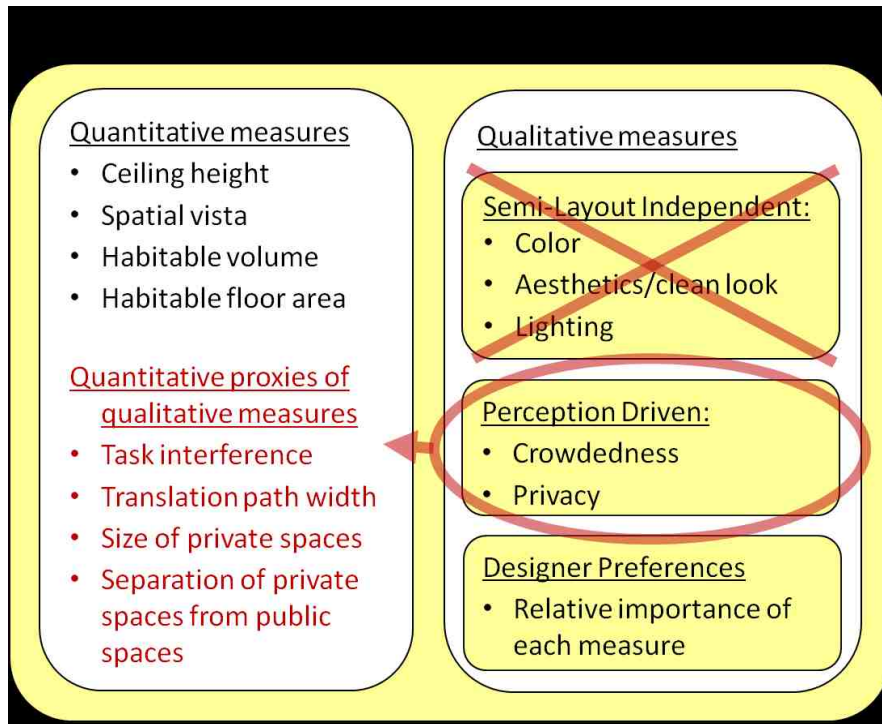 Quantitative measures
• Ceiling height
• Spatial vista
• Habitable volume
• Habitable floor area
Quantitative proxies of
qualitative measures
• Task interference
• Translation path width
• Size of private spaces
• Separation of private
spaces from public
spaces
Qualitative measures
Semi-Layout Independent:
• Color
• Aesthetics/clean look
• Lighting
Perception Driven:
• Crowdedness
• Privacy
Designer Preferences
• Relative importance of
each measure